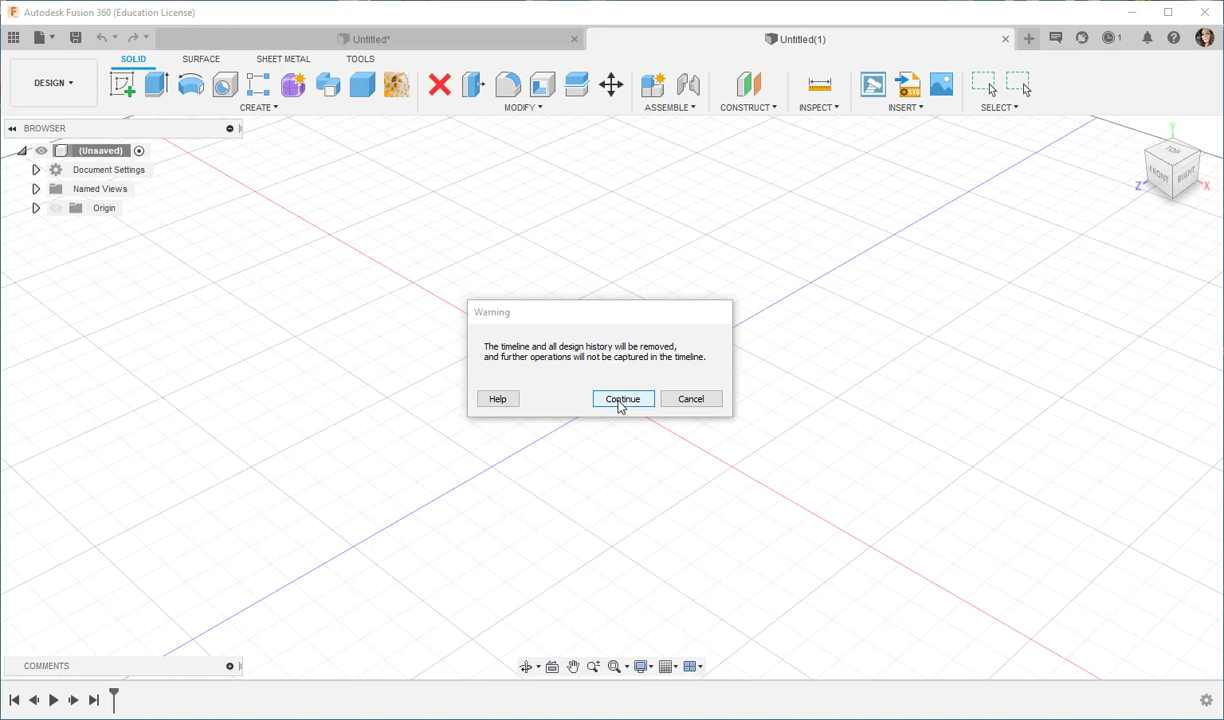 Autodesk Fusion 360 (Education License)
Untitled*
Untitled(1)
1
SOLID SURFACE SHEET METAL TOOLS
DESIGN ▾
CREATE ▾ MODIFY ▾ ASSEMBLE ▾ CONSTRUCT ▾ INSPECT ▾ INSERT ▾ SELECT ▾
SVG
BROWSER
(Unsaved)
Document Settings
Named Views
Origin
Y
TOP
FRONT RIGHT
Z X
Warning
The timeline and all design history will be removed,
and further operations will not be captured in the timeline.
Help Continue Cancel
COMMENTS